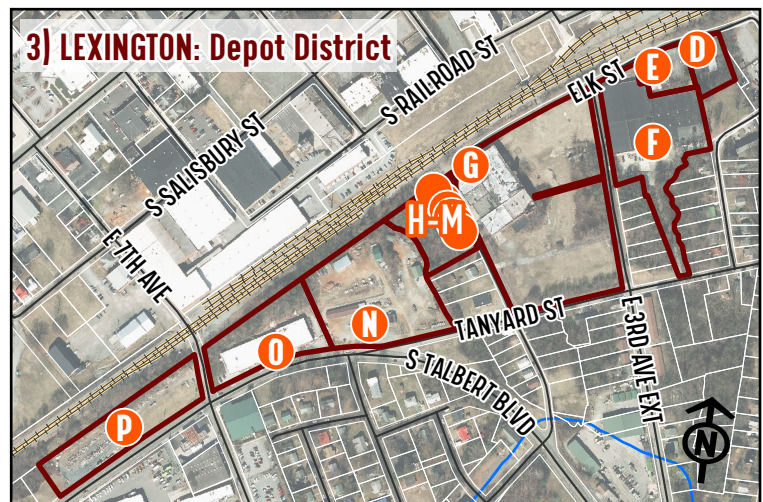 3) LEXINGTON: Depot District
S RAILROAD ST
S SALISBURY ST
ELK ST
D
E
F
G
H-M
E 7TH AVE
N
O
TANYARD ST
E 3RD AVE EXT
S TALBERT BLVD
P
N